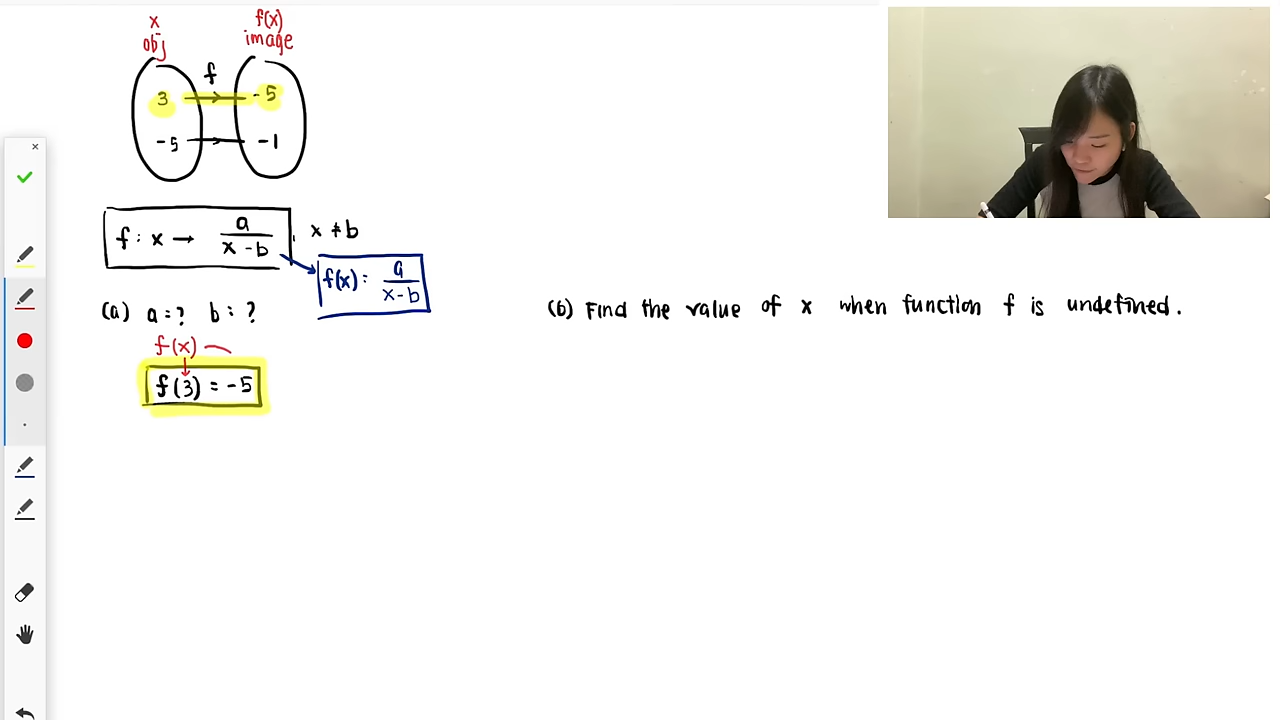 x f(x)
obj image
f
3 -5
-5 -1
f : x → a/(x-b), x ≠ b
f(x) : a/(x-b)
(a) a = ? b : ?
f(x)
f(3) = -5
(b) Find the value of x when function f is undefined.